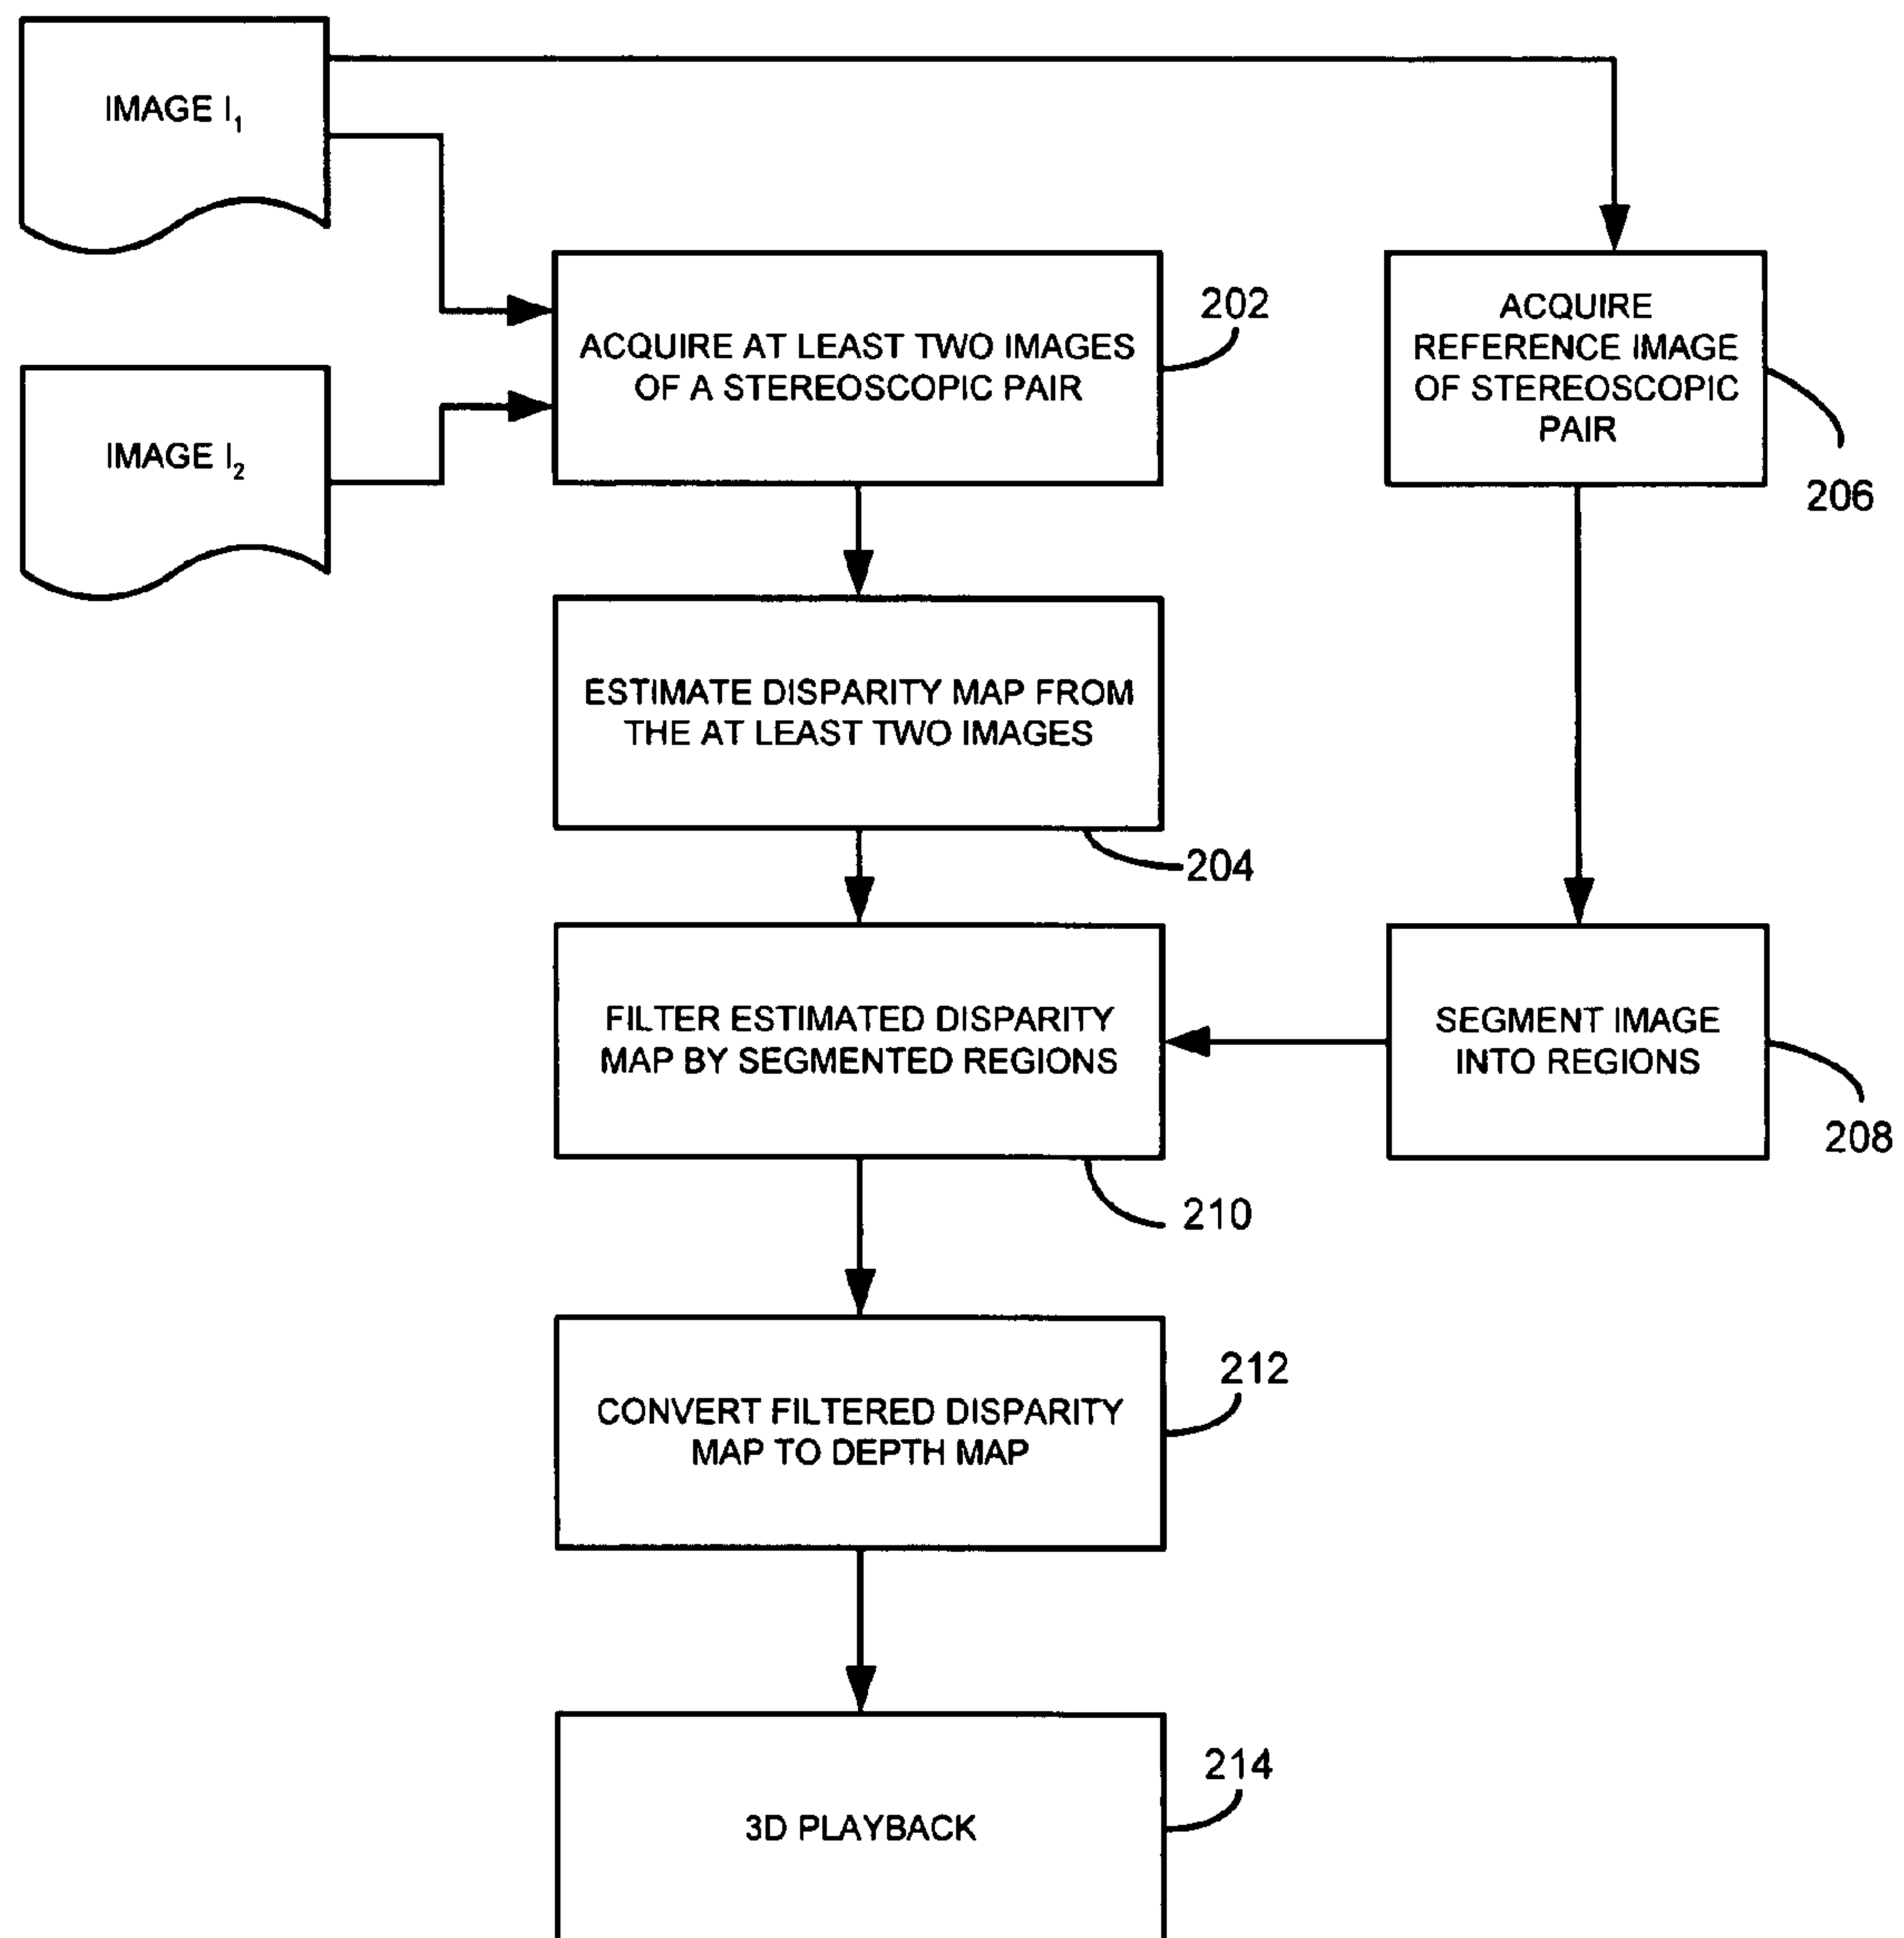 IMAGE I₁
202
ACQUIRE AT LEAST TWO IMAGES
OF A STEREOSCOPIC PAIR
ACQUIRE
REFERENCE IMAGE
OF STEREOSCOPIC
PAIR
206
IMAGE I₂
ESTIMATE DISPARITY MAP FROM
THE AT LEAST TWO IMAGES
204
FILTER ESTIMATED DISPARITY
MAP BY SEGMENTED REGIONS
210
SEGMENT IMAGE
INTO REGIONS
208
212
CONVERT FILTERED DISPARITY
MAP TO DEPTH MAP
214
3D PLAYBACK